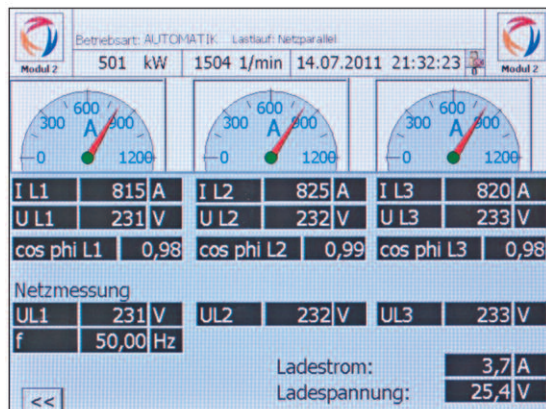 Betriebsart: AUTOMATIK Lastlauf: Netzparallel
Modul 2 501 kW 1504 1/min 14.07.2011 21:32:23 Modul 2
0 300 600 900 1200 A
0 300 600 900 1200 A
0 300 600 900 1200 A
I L1 815 A I L2 825 A I L3 820 A
U L1 231 V U L2 232 V U L3 233 V
cos phi L1 0,98 cos phi L2 0,99 cos phi L3 0,98
Netzmessung
UL1 231 V UL2 232 V UL3 233 V
f 50,00 Hz
Ladestrom: 3,7 A
Ladespannung: 25,4 V
<<